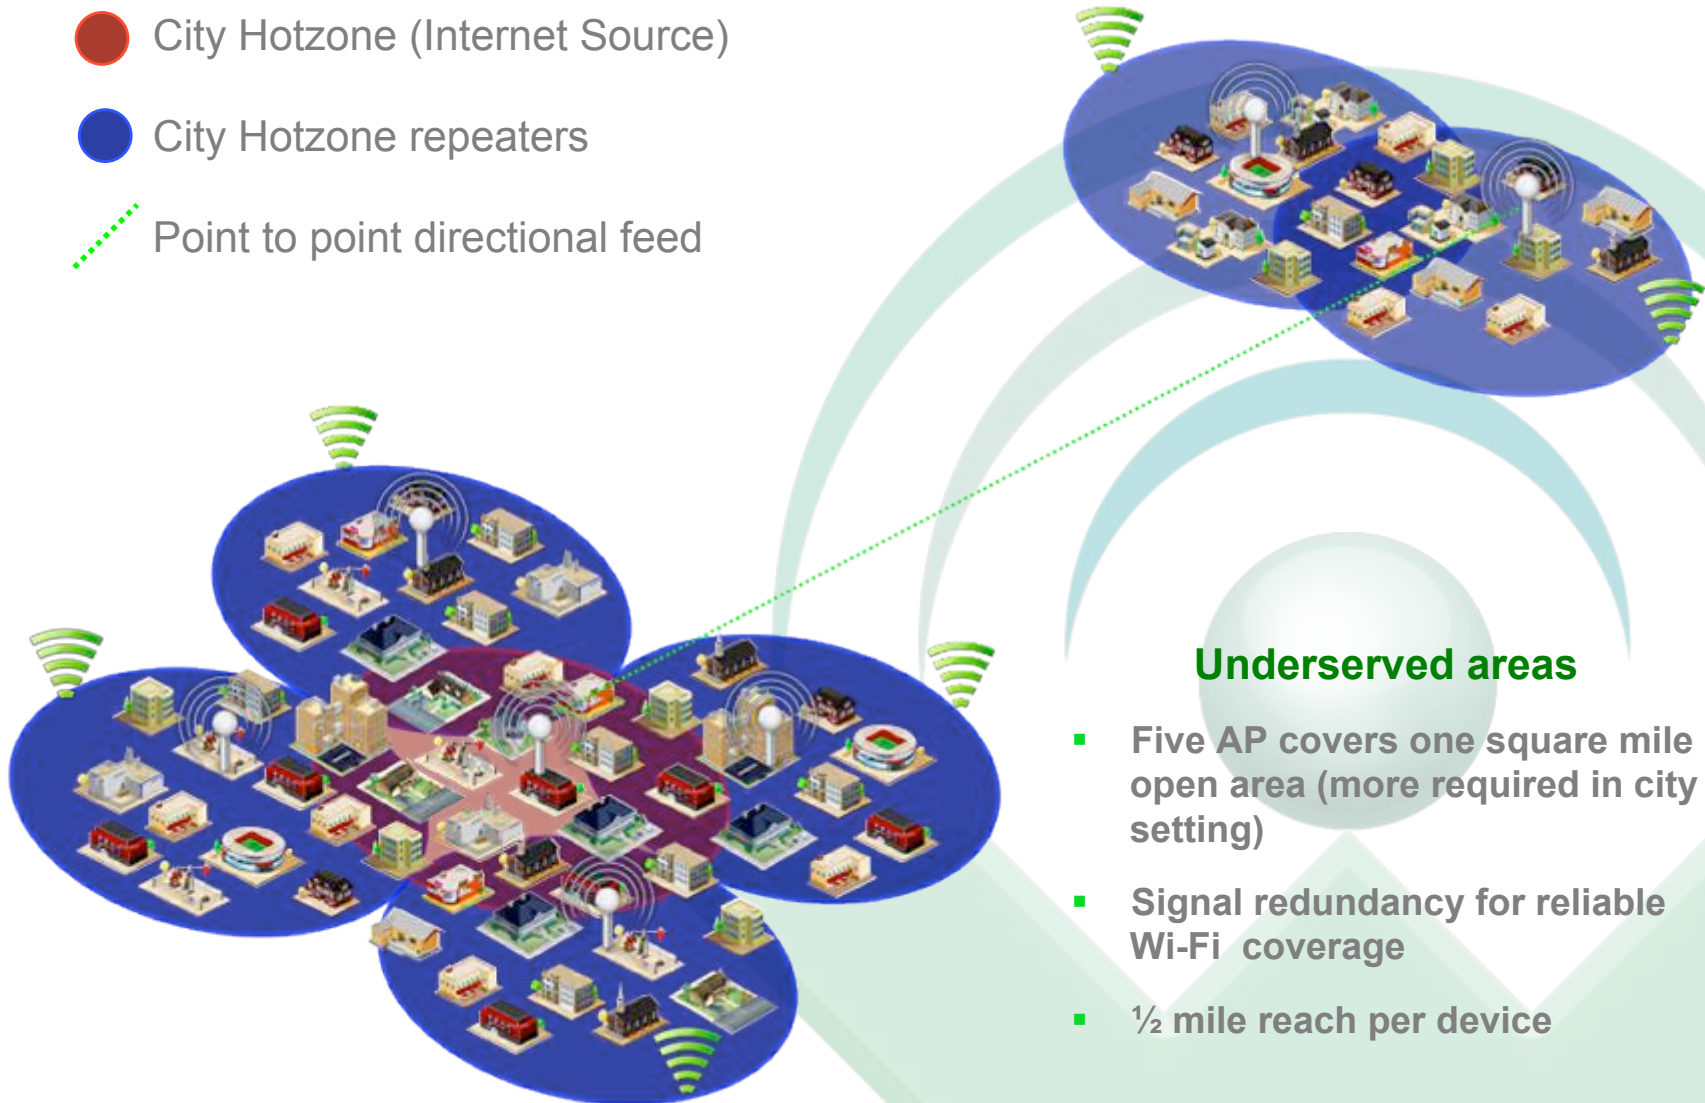 City Hotzone (Internet Source)
City Hotzone repeaters
Point to point directional feed
Underserved areas
▪ Five AP covers one square mile
open area (more required in city
setting)
▪ Signal redundancy for reliable
Wi-Fi coverage
▪ ½ mile reach per device